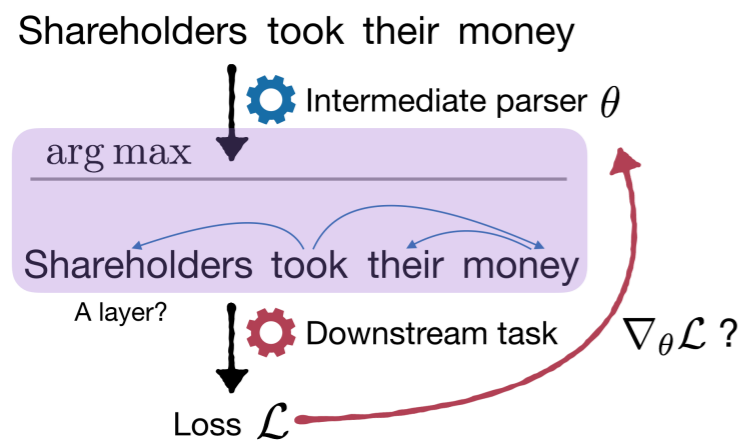 Shareholders took their money
Intermediate parser θ
arg max
Shareholders took their money
A layer?
Downstream task
∇θℒ ?
Loss ℒ